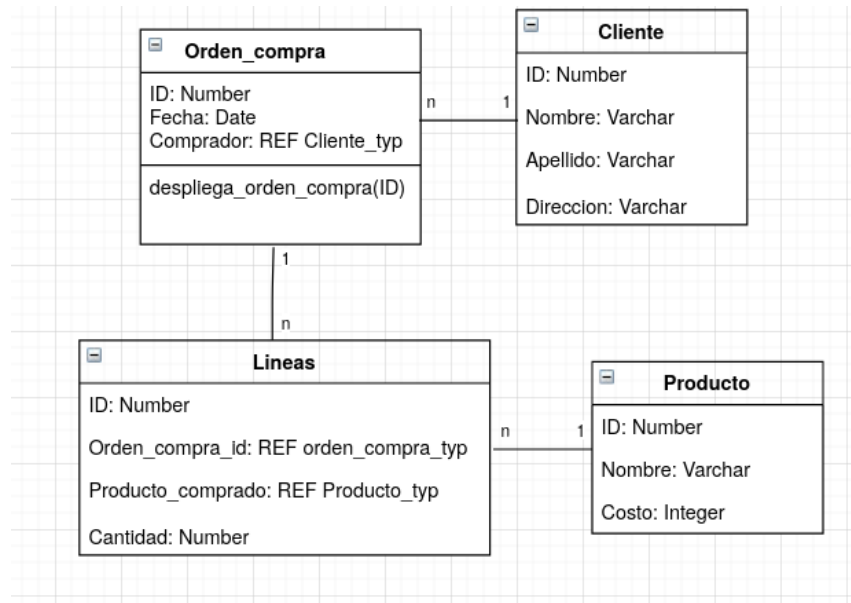 Orden_compra
ID: Number
Fecha: Date
Comprador: REF Cliente_typ
despliega_orden_compra(ID)
n
1
Cliente
ID: Number
Nombre: Varchar
Apellido: Varchar
Direccion: Varchar
1
n
Lineas
ID: Number
Orden_compra_id: REF orden_compra_typ
Producto_comprado: REF Producto_typ
Cantidad: Number
n
1
Producto
ID: Number
Nombre: Varchar
Costo: Integer